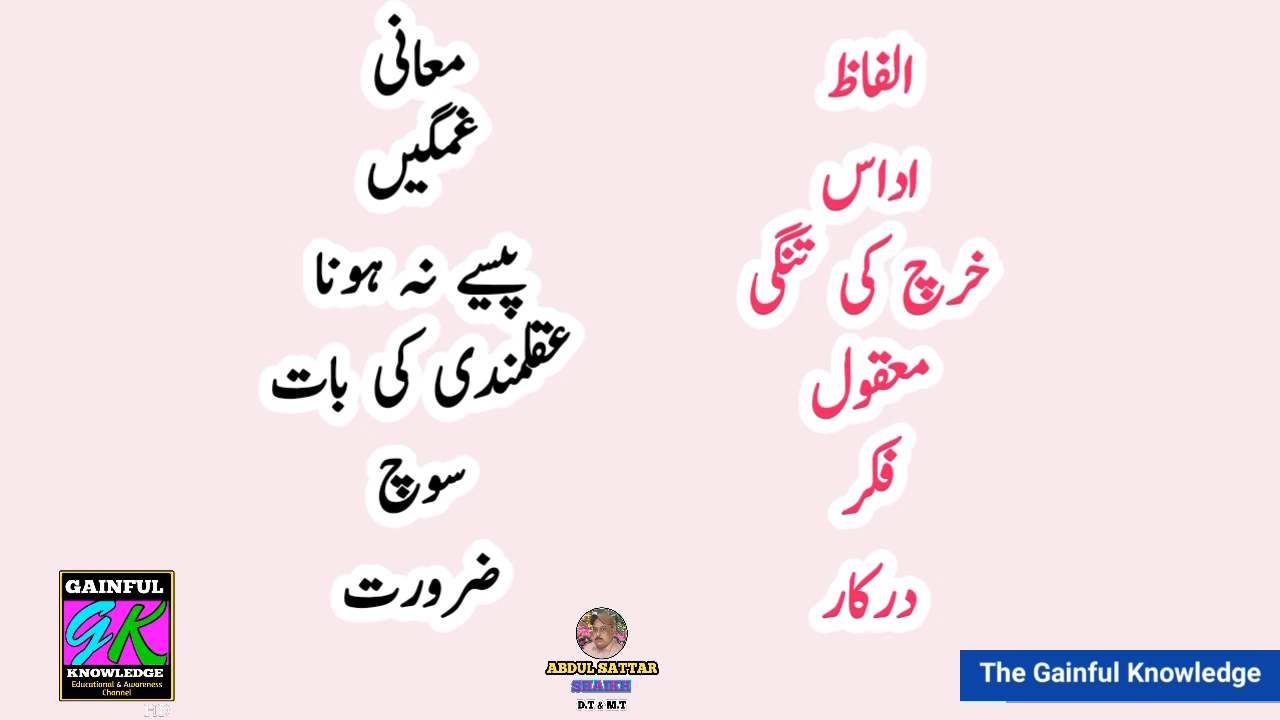 الفاظ معانی
اداس غمگیں
خرچ کی تنگی پیسے نہ ہونا
معقول عقلمندی کی بات
فکر سوچ
درکار ضرورت
GAINFUL
GK
KNOWLEDGE
Educational & Awareness
Channel
HD
ABDUL SATTAR
SHAIKH
D.T & M.T
The Gainful Knowledge